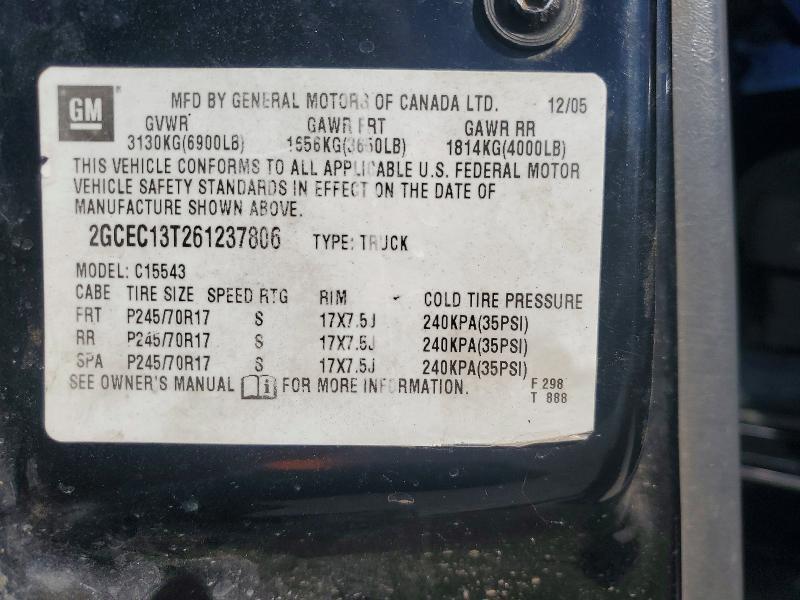 GM
MFD BY GENERAL MOTORS OF CANADA LTD. 12/05
GVWR GAWR FRT GAWR RR
3130KG(6900LB) 1656KG(3650LB) 1814KG(4000LB)
THIS VEHICLE CONFORMS TO ALL APPLICABLE U.S. FEDERAL MOTOR
VEHICLE SAFETY STANDARDS IN EFFECT ON THE DATE OF
MANUFACTURE SHOWN ABOVE.
2GCEC13T261237806 TYPE: TRUCK
MODEL: C15543
CABE TIRE SIZE SPEED RTG RIM COLD TIRE PRESSURE
FRT P245/70R17 S 17X7.5J 240KPA(35PSI)
RR P245/70R17 S 17X7.5J 240KPA(35PSI)
SPA P245/70R17 S 17X7.5J 240KPA(35PSI)
SEE OWNER'S MANUAL FOR MORE INFORMATION.
F 298
T 888